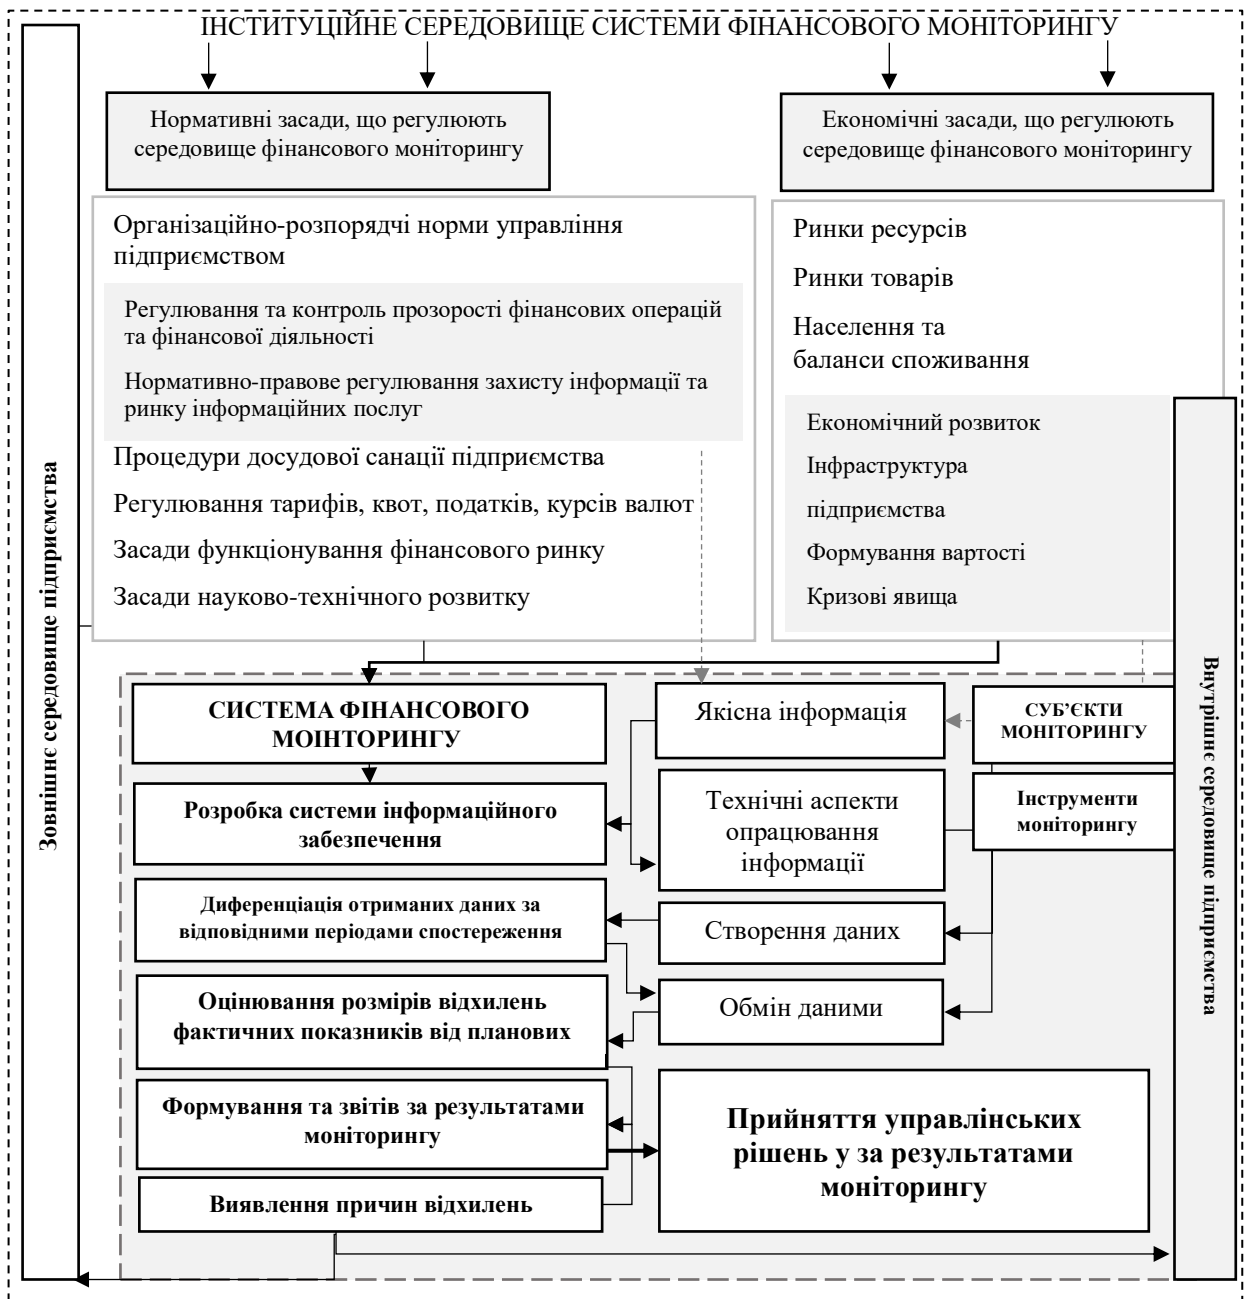 ІНСТИТУЦІЙНЕ СЕРЕДОВИЩЕ СИСТЕМИ ФІНАНСОВОГО МОНІТОРИНГУ
Нормативні засади, що регулюють
середовище фінансового моніторингу
Економічні засади, що регулюють
середовище фінансового моніторингу
Зовнішнє середовище підприємства
Організаційно-розпорядчі норми управління
підприємством
Регулювання та контроль прозорості фінансових операцій
та фінансової діяльності
Нормативно-правове регулювання захисту інформації та
ринку інформаційних послуг
Процедури досудової санації підприємства
Регулювання тарифів, квот, податків, курсів валют
Засади функціонування фінансового ринку
Засади науково-технічного розвитку
Ринки ресурсів
Ринки товарів
Населення та
баланси споживання
Економічний розвиток
Інфраструктура
підприємства
Формування вартості
Кризові явища
Внутрішнє середовище підприємства
СИСТЕМА ФІНАНСОВОГО
МОІНТОРИНГУ
Якісна інформація
СУБ’ЄКТИ
МОНІТОРИНГУ
Розробка системи інформаційного
забезпечення
Технічні аспекти
опрацювання
інформації
Інструменти
моніторингу
Диференціація отриманих даних за
відповідними періодами спостереження
Створення даних
Оцінювання розмірів відхилень
фактичних показників від планових
Обмін даними
Формування та звітів за результатами
моніторингу
Прийняття управлінських
рішень у за результатами
моніторингу
Виявлення причин відхилень